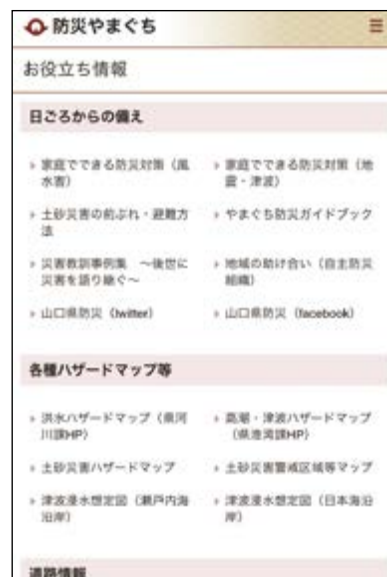 防災やまぐち
お役立ち情報
日ごろからの備え
家庭でできる防災対策（風
水害）
家庭でできる防災対策（地
震・津波）
土砂災害の前ぶれ・避難方
法
やまぐち防災ガイドブック
災害教訓事例集　～後世に
災害を語り継ぐ～
地域の助け合い（自主防災
組織）
山口県防災（twitter）
山口県防災（facebook）
各種ハザードマップ等
洪水ハザードマップ（県河
川課HP）
高潮・津波ハザードマップ
（県港湾課HP）
土砂災害ハザードマップ
土砂災害警戒区域等マップ
津波浸水想定図（瀬戸内海
沿岸）
津波浸水想定図（日本海沿
岸）
道路情報